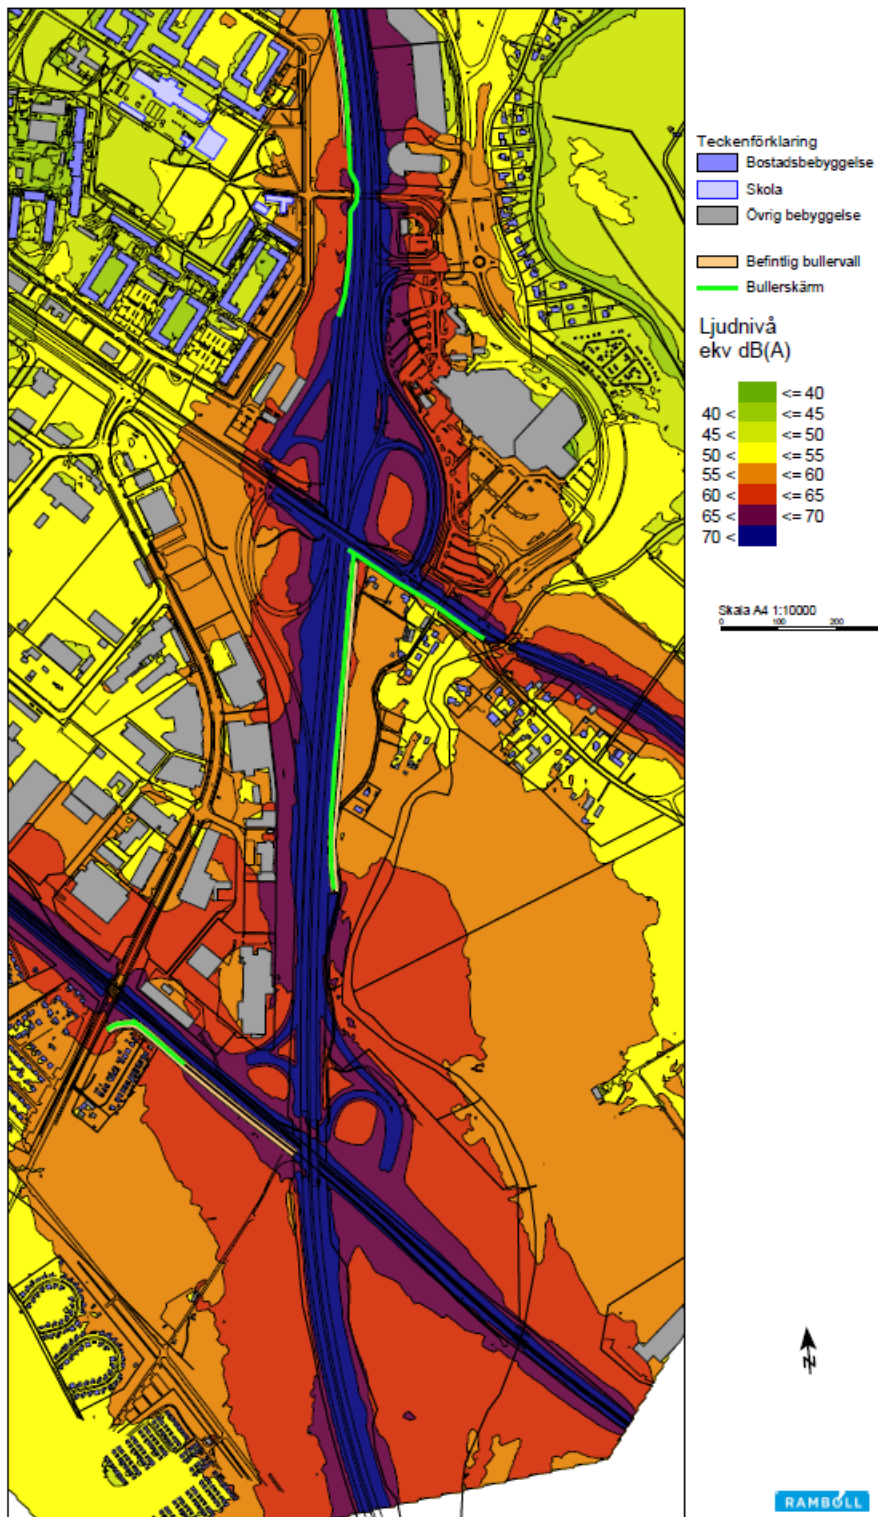 Teckenförklaring
Bostadsbebyggelse
Skola
Övrig bebyggelse
Befintlig bullervall
Bullerskärm
Ljudnivå
ekv dB(A)
<= 40
40 < <= 45
45 < <= 50
50 < <= 55
55 < <= 60
60 < <= 65
65 < <= 70
70 <
Skala A4 1:10000
0 100 200
N
RAMBOLL